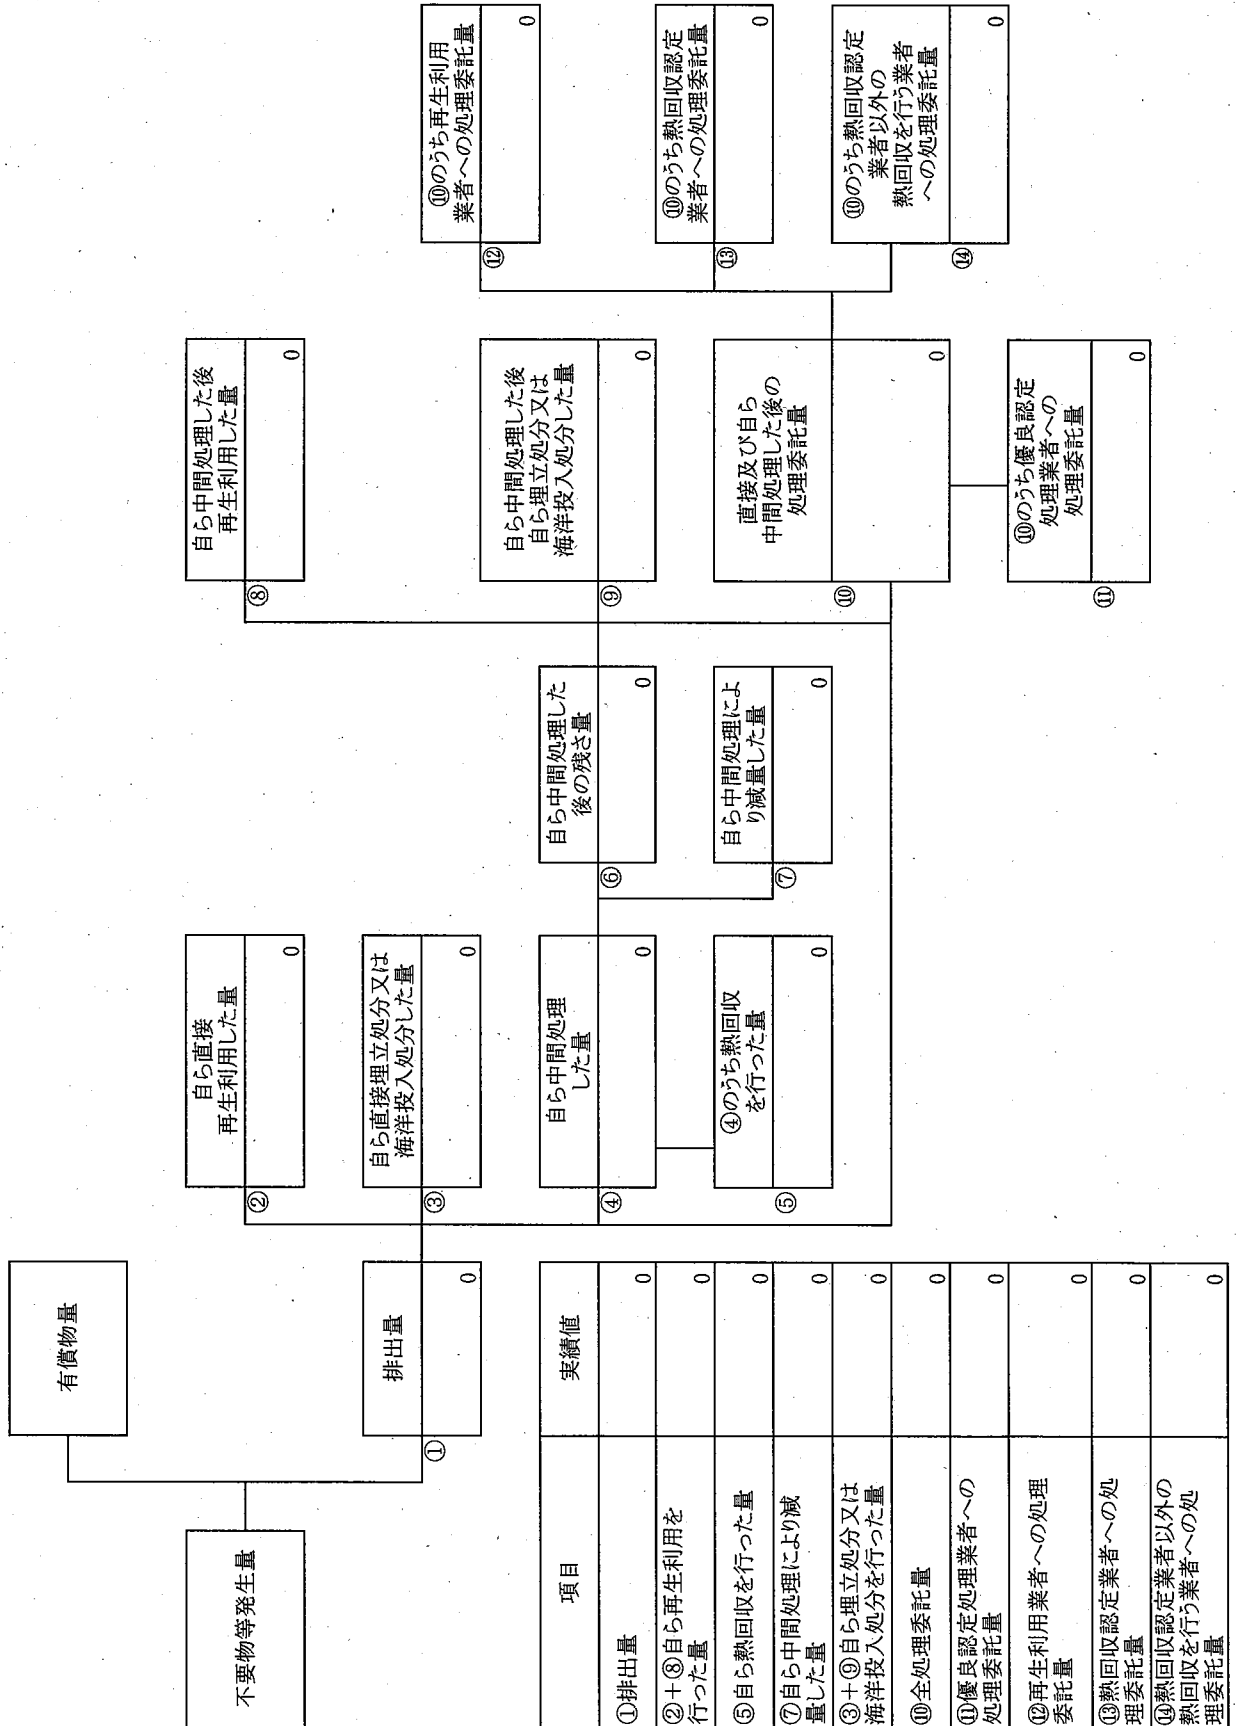 有償物量
不要物等発生量
排出量
①
0
自ら直接
再生利用した量
②
0
自ら直接埋立処分又は
海洋投入処分した量
③
0
自ら中間処理
した量
④
0
④のうち熱回収
を行った量
⑤
0
自ら中間処理した
後の残さ量
⑥
0
自ら中間処理によ
り減量した量
⑦
0
自ら中間処理した後
再生利用した量
⑧
0
自ら中間処理した後
自ら埋立処分又は
海洋投入処分した量
⑨
0
直接及び自ら
中間処理した後の
処理委託量
⑩
0
⑩のうち優良認定
処理業者への
処理委託量
⑪
0
⑩のうち再生利用
業者への処理委託量
⑫
0
⑩のうち熱回収認定
業者への処理委託量
⑬
0
⑩のうち熱回収認定
業者以外の
熱回収を行う業者
への処理委託量
⑭
0
項目 実績値
①排出量 0
②+⑧自ら再生利用を
行った量 0
⑤自ら熱回収を行った量 0
⑦自ら中間処理により減
量した量 0
③+⑨自ら埋立処分又は
海洋投入処分を行った量 0
⑩全処理委託量 0
⑪優良認定処理業者への
処理委託量 0
⑫再生利用業者への処理
委託量 0
⑬熱回収認定業者への処
理委託量 0
⑭熱回収認定業者以外の
熱回収を行う業者への処
理委託量 0